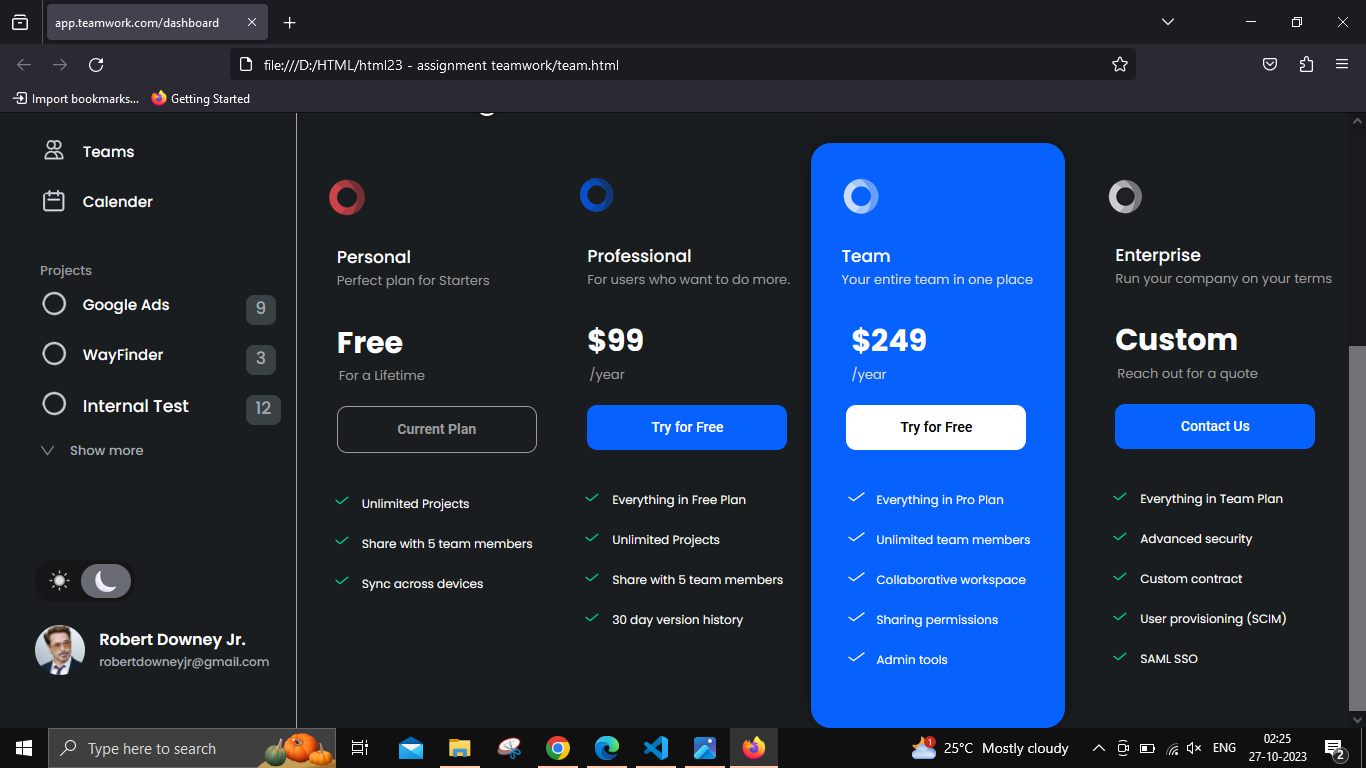 app.teamwork.com/dashboard
file:///D:/HTML/html23 - assignment teamwork/team.html
Import bookmarks...
Getting Started
Teams
Calender
Projects
Google Ads
9
WayFinder
3
Internal Test
12
Show more
Robert Downey Jr.
robertdowneyjr@gmail.com
Personal
Perfect plan for Starters
Free
For a Lifetime
Current Plan
Unlimited Projects
Share with 5 team members
Sync across devices
Professional
For users who want to do more.
$99
/year
Try for Free
Everything in Free Plan
Unlimited Projects
Share with 5 team members
30 day version history
Team
Your entire team in one place
$249
/year
Try for Free
Everything in Pro Plan
Unlimited team members
Collaborative workspace
Sharing permissions
Admin tools
Enterprise
Run your company on your terms
Custom
Reach out for a quote
Contact Us
Everything in Team Plan
Advanced security
Custom contract
User provisioning (SCIM)
SAML SSO
Type here to search
1
25°C Mostly cloudy
ENG
02:25
27-10-2023
2